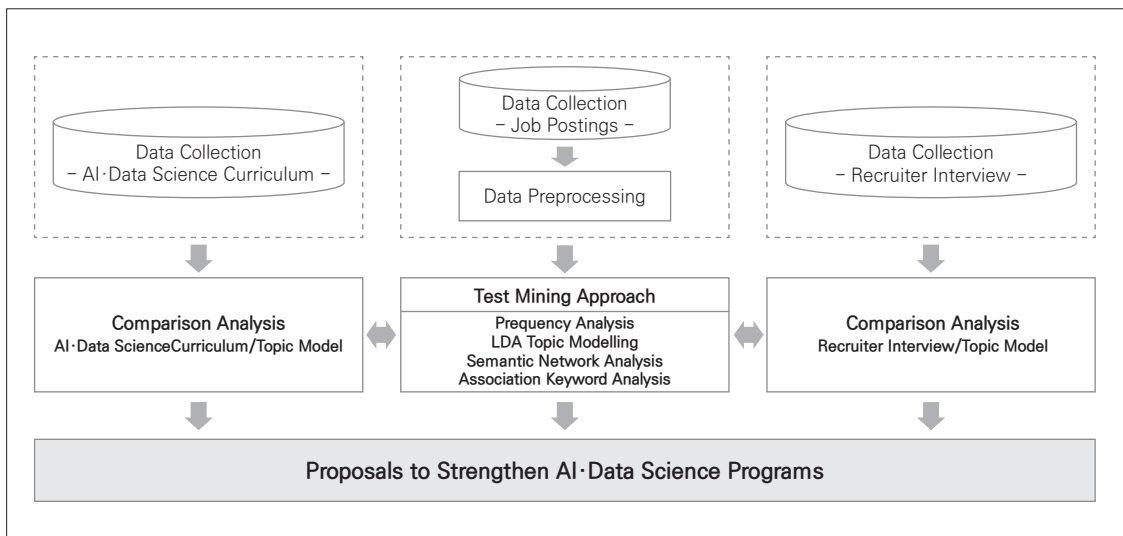 Data Collection
– AI·Data Science Curriculum –
Data Collection
– Job Postings –
Data Preprocessing
Data Collection
– Recruiter Interview –
Comparison Analysis
AI·Data ScienceCurriculum/Topic Model
Test Mining Approach
Prequency Analysis
LDA Topic Modelling
Semantic Network Analysis
Association Keyword Analysis
Comparison Analysis
Recruiter Interview/Topic Model
Proposals to Strengthen AI·Data Science Programs